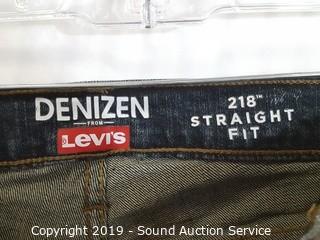 DENIZEN
FROM
Levi's
218™
STRAIGHT
FIT
Copyright 2019 - Sound Auction Service